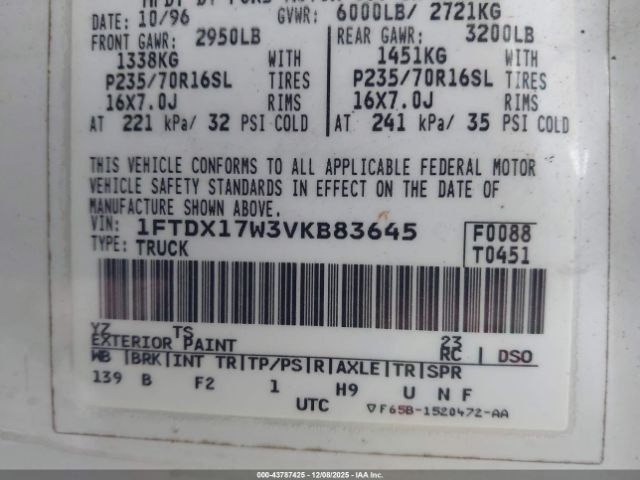 MFD. BY FORD MOTOR
DATE: 10/96 GVWR: 6000LB/ 2721KG
FRONT GAWR: 2950LB REAR GAWR: 3200LB
1338KG WITH 1451KG WITH
P235/70R16SL TIRES P235/70R16SL TIRES
16X7.0J RIMS 16X7.0J RIMS
AT 221 kPa/ 32 PSI COLD AT 241 kPa/ 35 PSI COLD
THIS VEHICLE CONFORMS TO ALL APPLICABLE FEDERAL MOTOR
VEHICLE SAFETY STANDARDS IN EFFECT ON THE DATE OF
MANUFACTURE SHOWN ABOVE.
VIN: 1FTDX17W3VKB83645 F0088
TYPE: TRUCK T0451
YZ TS 23
EXTERIOR PAINT RC DSO
WB BRK INT TR TP/PS R AXLE TR SPR
139 B F2 1 H9 U N F
UTC ▽F65B-1520472-AA
000-43787425 | 12/08/2025 - IAA Inc.